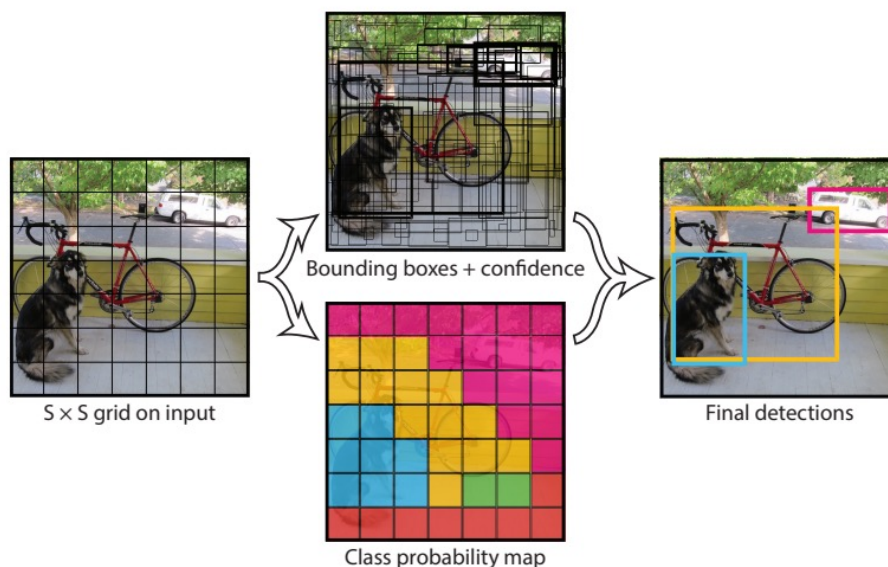 Bounding boxes + confidence
S × S grid on input
Final detections
Class probability map